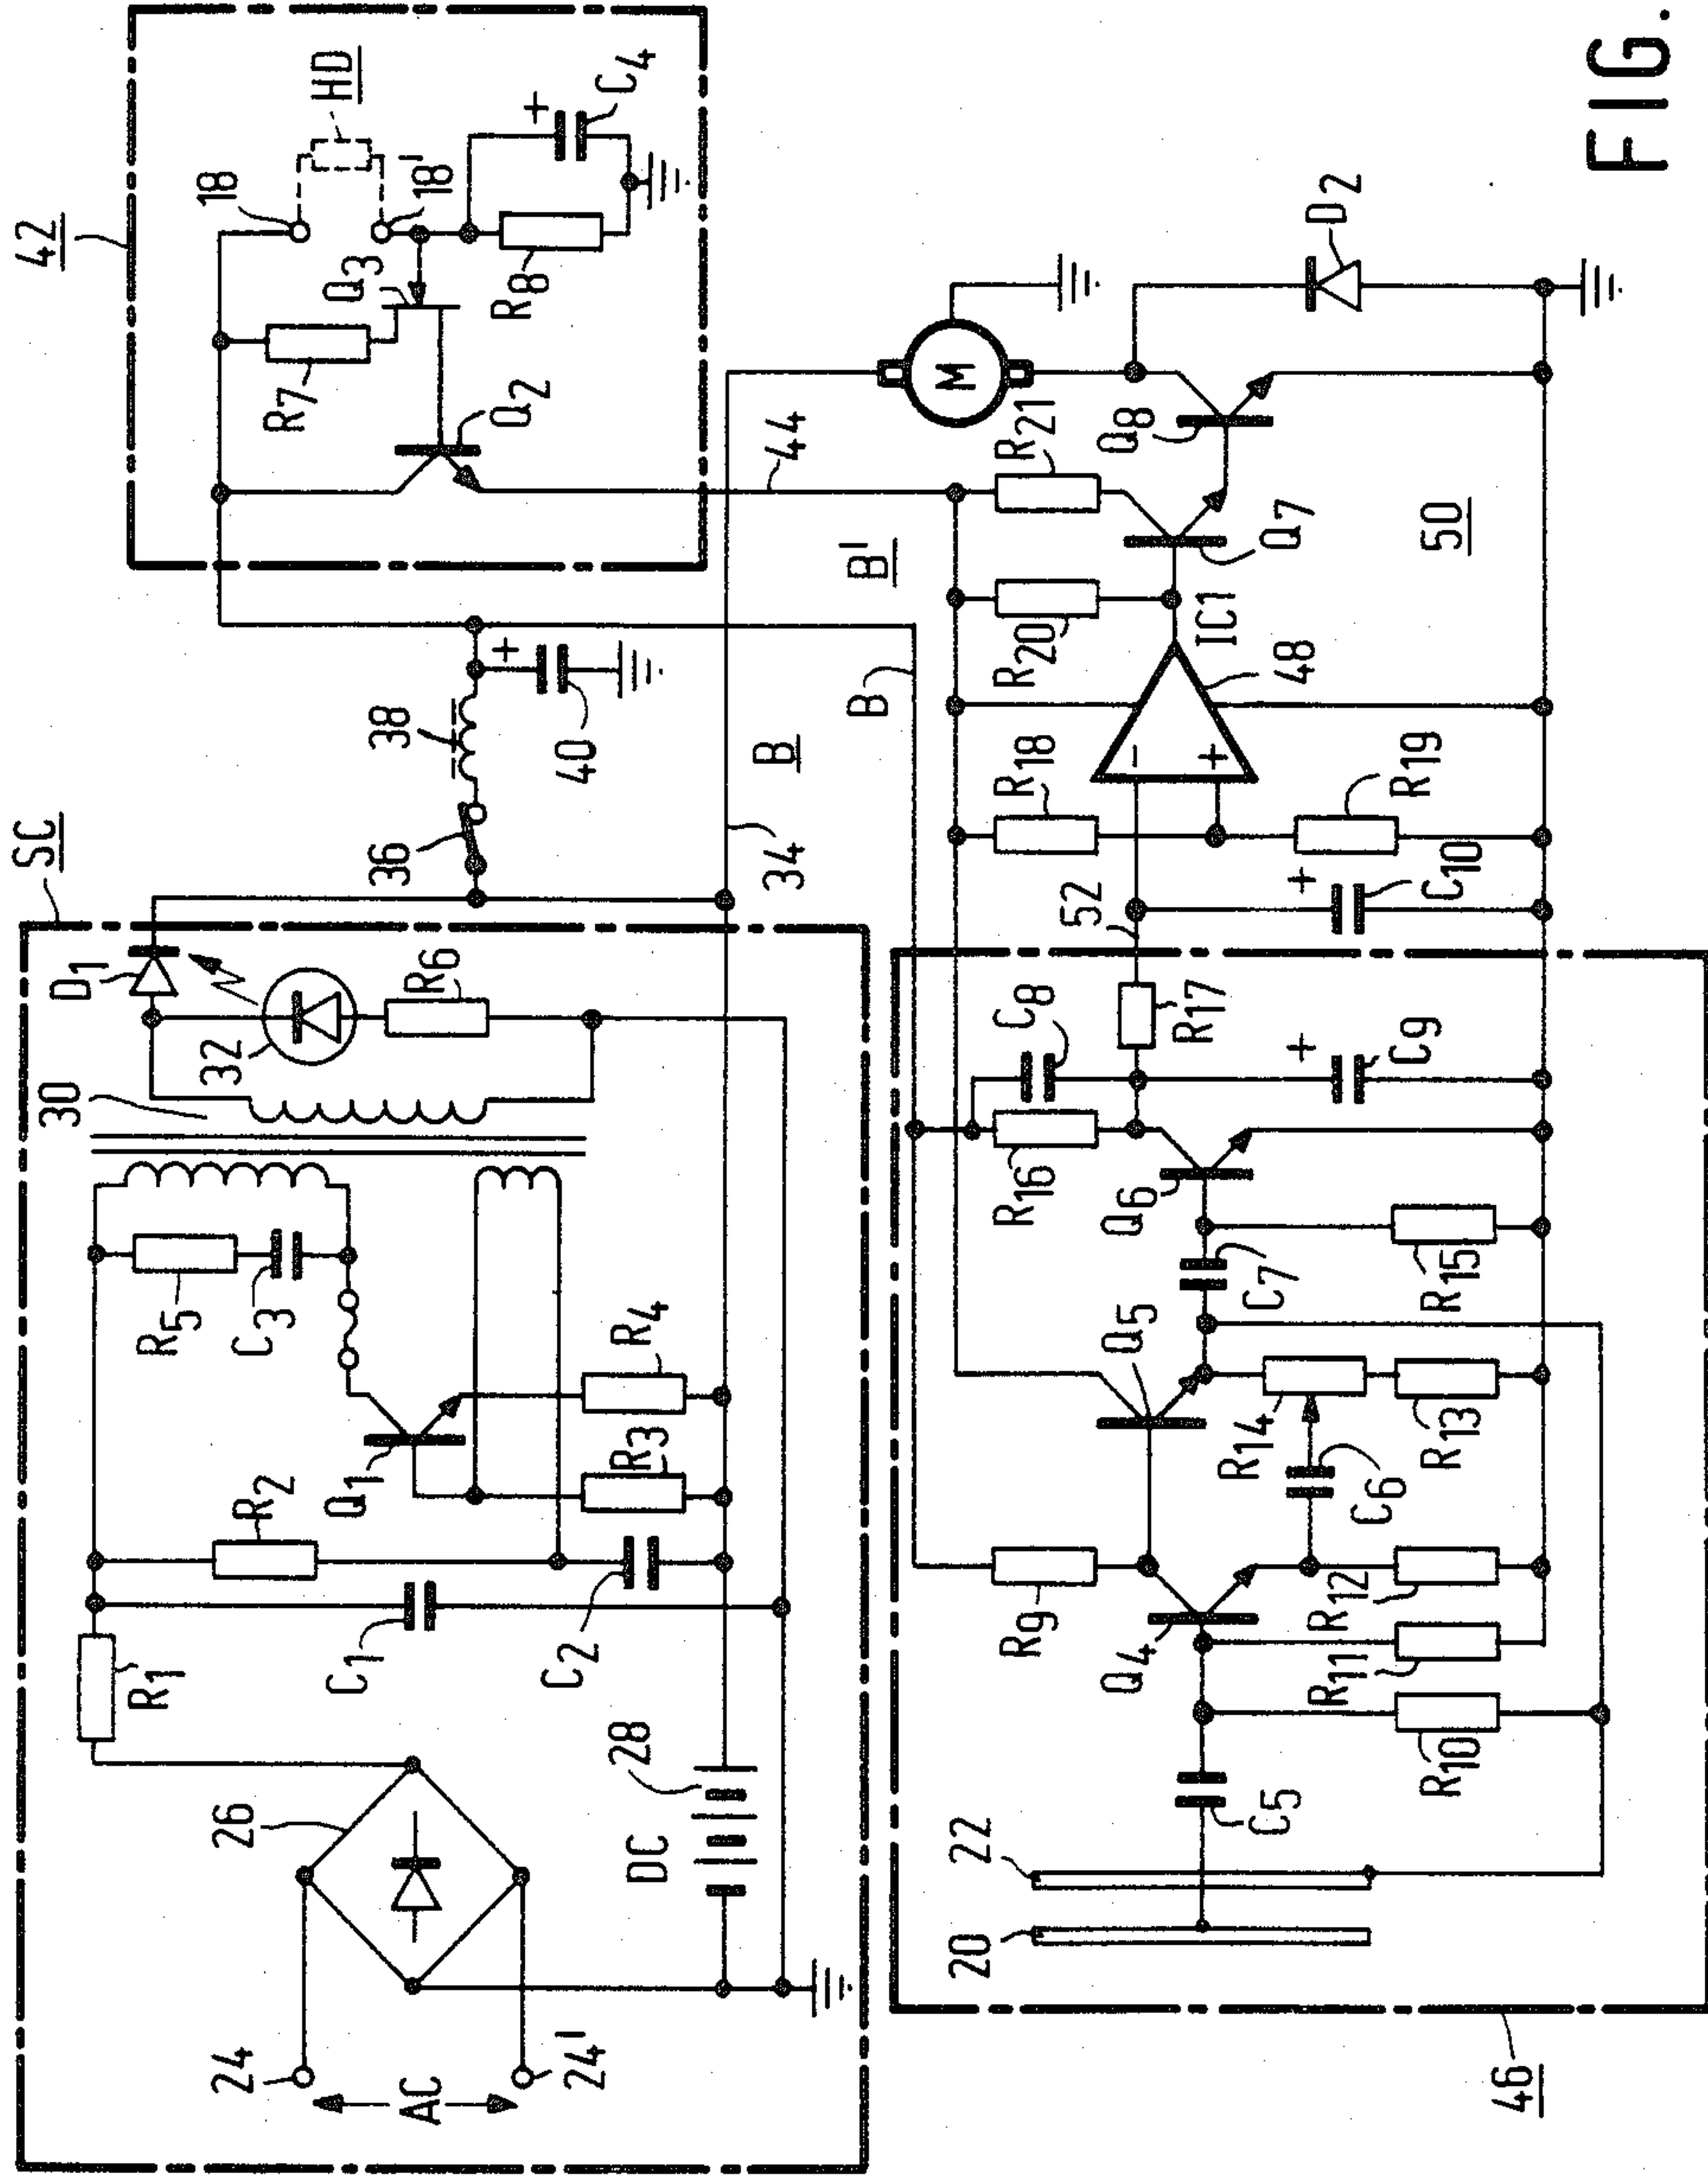 SC
42
30
D1
36
38
40
B
34
18
HD
18'
Q3
R7
R8
C4
Q2
44
24
AC
24'
26
R1
C1
R2
C2
Q1
R3
R4
R5
C3
32
R6
DC
28
B
B'
M
46
20
22
C5
R10
R11
R12
Q4
R9
C6
R14
R13
Q5
C7
R15
Q6
R16
C8
R17
C9
52
C10
R18
R19
48
IC1
R20
R21
Q7
Q8
50
D2
FIG.